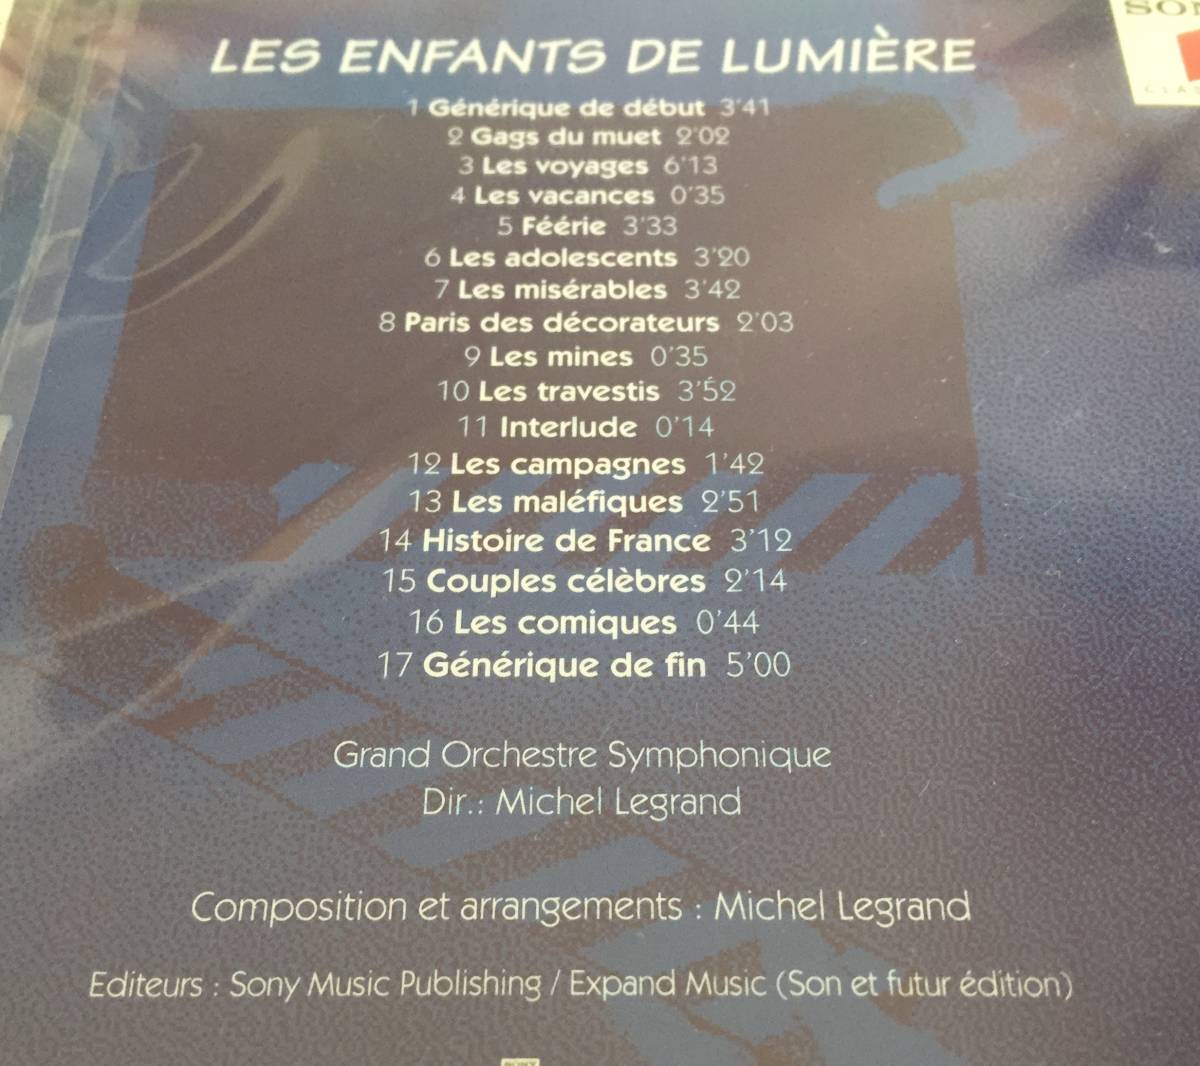 SON
CLAS
LES ENFANTS DE LUMIÈRE
1 Générique de début 3'41
2 Gags du muet 2'02
3 Les voyages 6'13
4 Les vacances 0'35
5 Féérie 3'33
6 Les adolescents 3'20
7 Les misérables 3'42
8 Paris des décorateurs 2'03
9 Les mines 0'35
10 Les travestis 3'52
11 Interlude 0'14
12 Les campagnes 1'42
13 Les maléfiques 2'51
14 Histoire de France 3'12
15 Couples célèbres 2'14
16 Les comiques 0'44
17 Générique de fin 5'00
Grand Orchestre Symphonique
Dir.: Michel Legrand
Composition et arrangements : Michel Legrand
Editeurs : Sony Music Publishing / Expand Music (Son et futur édition)